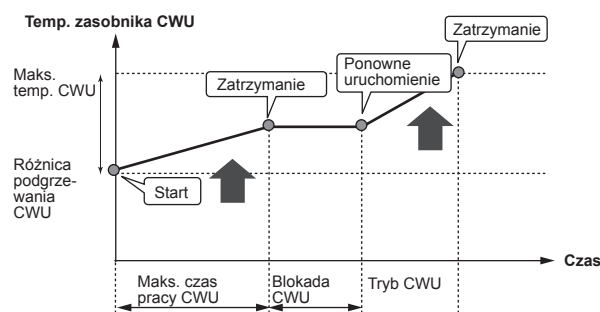 Temp. zasobnika CWU
Zatrzymanie
Ponowne
uruchomienie
Zatrzymanie
Maks.
temp. CWU
Różnica
podgrze-
wania
CWU
Start
Czas
Maks. czas
pracy CWU
Blokada
CWU
Tryb CWU